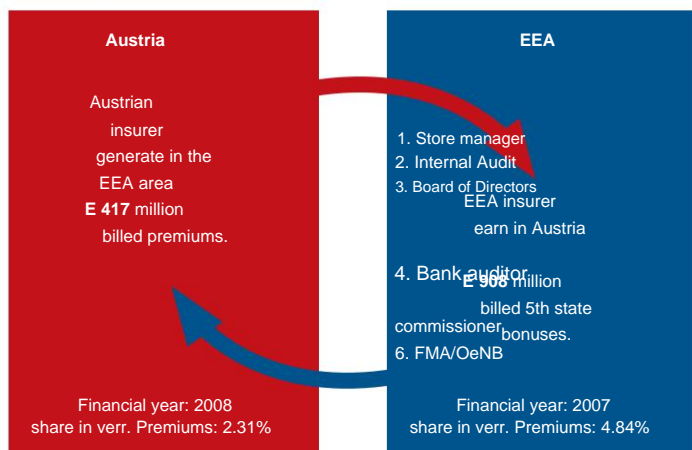 Austria
Austrian
insurer
generate in the
EEA area
E 417 million
billed premiums.
Financial year: 2008
share in verr. Premiums: 2.31%
EEA
1. Store manager
2. Internal Audit
3. Board of Directors
EEA insurer
earn in Austria
4. Bank auditor
E 908 million
billed 5th state
commissioner
bonuses.
6. FMA/OeNB
Financial year: 2007
share in verr. Premiums: 4.84%